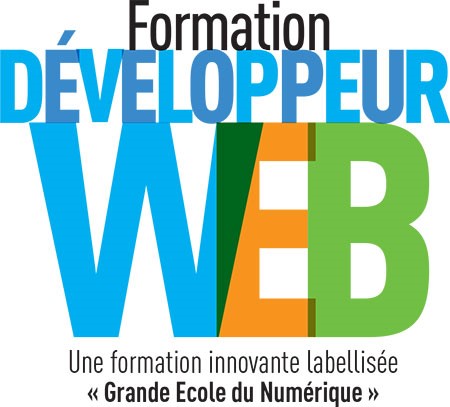 Formation
DÉVELOPPEUR
WEB
Une formation innovante labellisée
« Grande Ecole du Numérique »